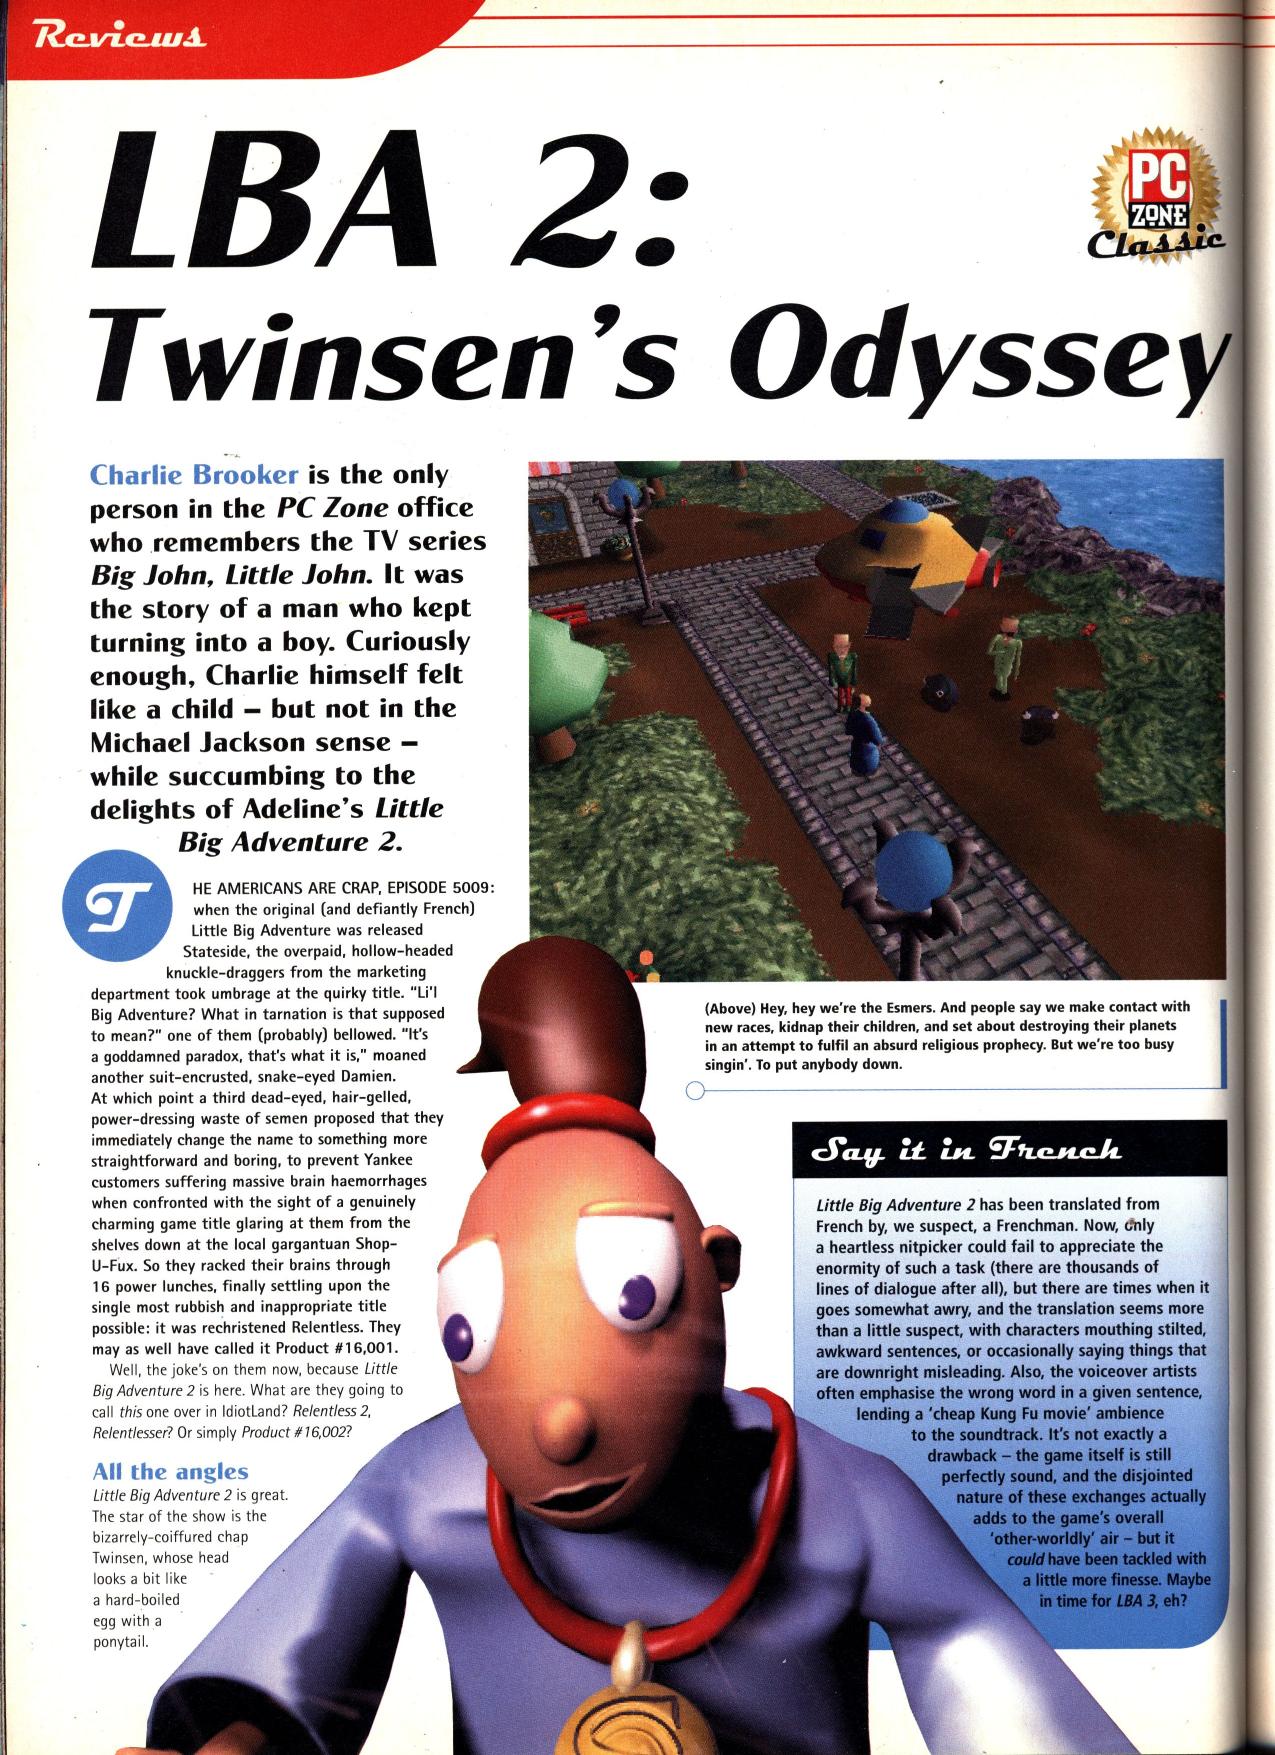 Reviews
LBA 2:
PC
ZONE
Classic
Twinsen's Odyssey
Charlie Brooker is the only
person in the PC Zone office
who remembers the TV series
Big John, Little John. It was
the story of a man who kept
turning into a boy. Curiously
enough, Charlie himself felt
like a child – but not in the
Michael Jackson sense –
while succumbing to the
delights of Adeline's Little
Big Adventure 2.
THE AMERICANS ARE CRAP, EPISODE 5009:
when the original (and defiantly French)
Little Big Adventure was released
Stateside, the overpaid, hollow-headed
knuckle-draggers from the marketing
department took umbrage at the quirky title. "Li'l
Big Adventure? What in tarnation is that supposed
to mean?" one of them (probably) bellowed. "It's
a goddamned paradox, that's what it is," moaned
another suit-encrusted, snake-eyed Damien.
At which point a third dead-eyed, hair-gelled,
power-dressing waste of semen proposed that they
immediately change the name to something more
straightforward and boring, to prevent Yankee
customers suffering massive brain haemorrhages
when confronted with the sight of a genuinely
charming game title glaring at them from the
shelves down at the local gargantuan Shop-
U-Fux. So they racked their brains through
16 power lunches, finally settling upon the
single most rubbish and inappropriate title
possible: it was rechristened Relentless. They
may as well have called it Product #16,001.
Well, the joke's on them now, because Little
Big Adventure 2 is here. What are they going to
call this one over in IdiotLand? Relentless 2,
Relentlesser? Or simply Product #16,002?
All the angles
Little Big Adventure 2 is great.
The star of the show is the
bizarrely-coiffured chap
Twinsen, whose head
looks a bit like
a hard-boiled
egg with a
ponytail.
(Above) Hey, hey we're the Esmers. And people say we make contact with
new races, kidnap their children, and set about destroying their planets
in an attempt to fulfil an absurd religious prophecy. But we're too busy
singin'. To put anybody down.
Say it in French
Little Big Adventure 2 has been translated from
French by, we suspect, a Frenchman. Now, only
a heartless nitpicker could fail to appreciate the
enormity of such a task (there are thousands of
lines of dialogue after all), but there are times when it
goes somewhat awry, and the translation seems more
than a little suspect, with characters mouthing stilted,
awkward sentences, or occasionally saying things that
are downright misleading. Also, the voiceover artists
often emphasise the wrong word in a given sentence,
lending a 'cheap Kung Fu movie' ambience
to the soundtrack. It's not exactly a
drawback – the game itself is still
perfectly sound, and the disjointed
nature of these exchanges actually
adds to the game's overall
'other-worldly' air – but it
could have been tackled with
a little more finesse. Maybe
in time for LBA 3, eh?